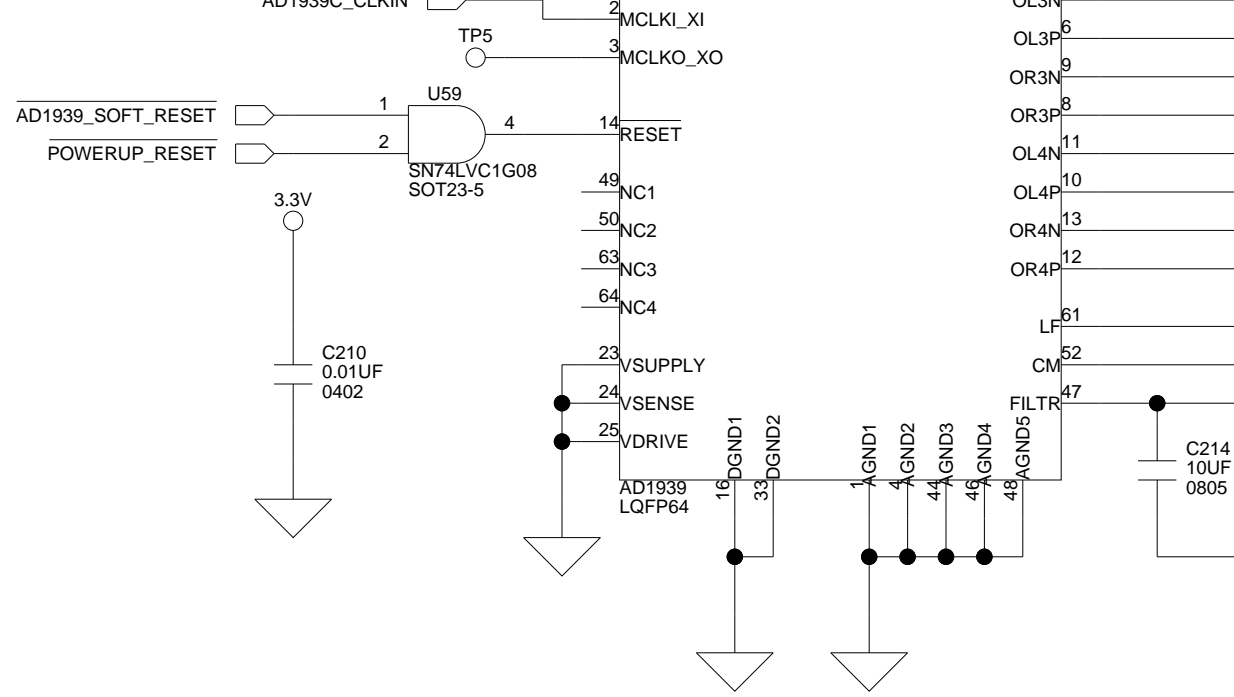 AD1939C_CLKIN
2
MCLKI_XI
TP5
3
MCLKO_XO
U59
AD1939_SOFT_RESET
1
4
14
RESET
POWERUP_RESET
2
SN74LVC1G08
SOT23-5
3.3V
49
NC1
50
NC2
63
NC3
64
NC4
C210
0.01UF
0402
23
VSUPPLY
24
VSENSE
25
VDRIVE
AD1939
LQFP64
16
DGND1
33
DGND2
1
AGND1
4
AGND2
44
AGND3
46
AGND4
48
AGND5
OL3N
OL3P
6
OR3N
9
OR3P
8
OL4N
11
OL4P
10
OR4N
13
OR4P
12
LF
61
CM
52
FILTR
47
C214
10UF
0805